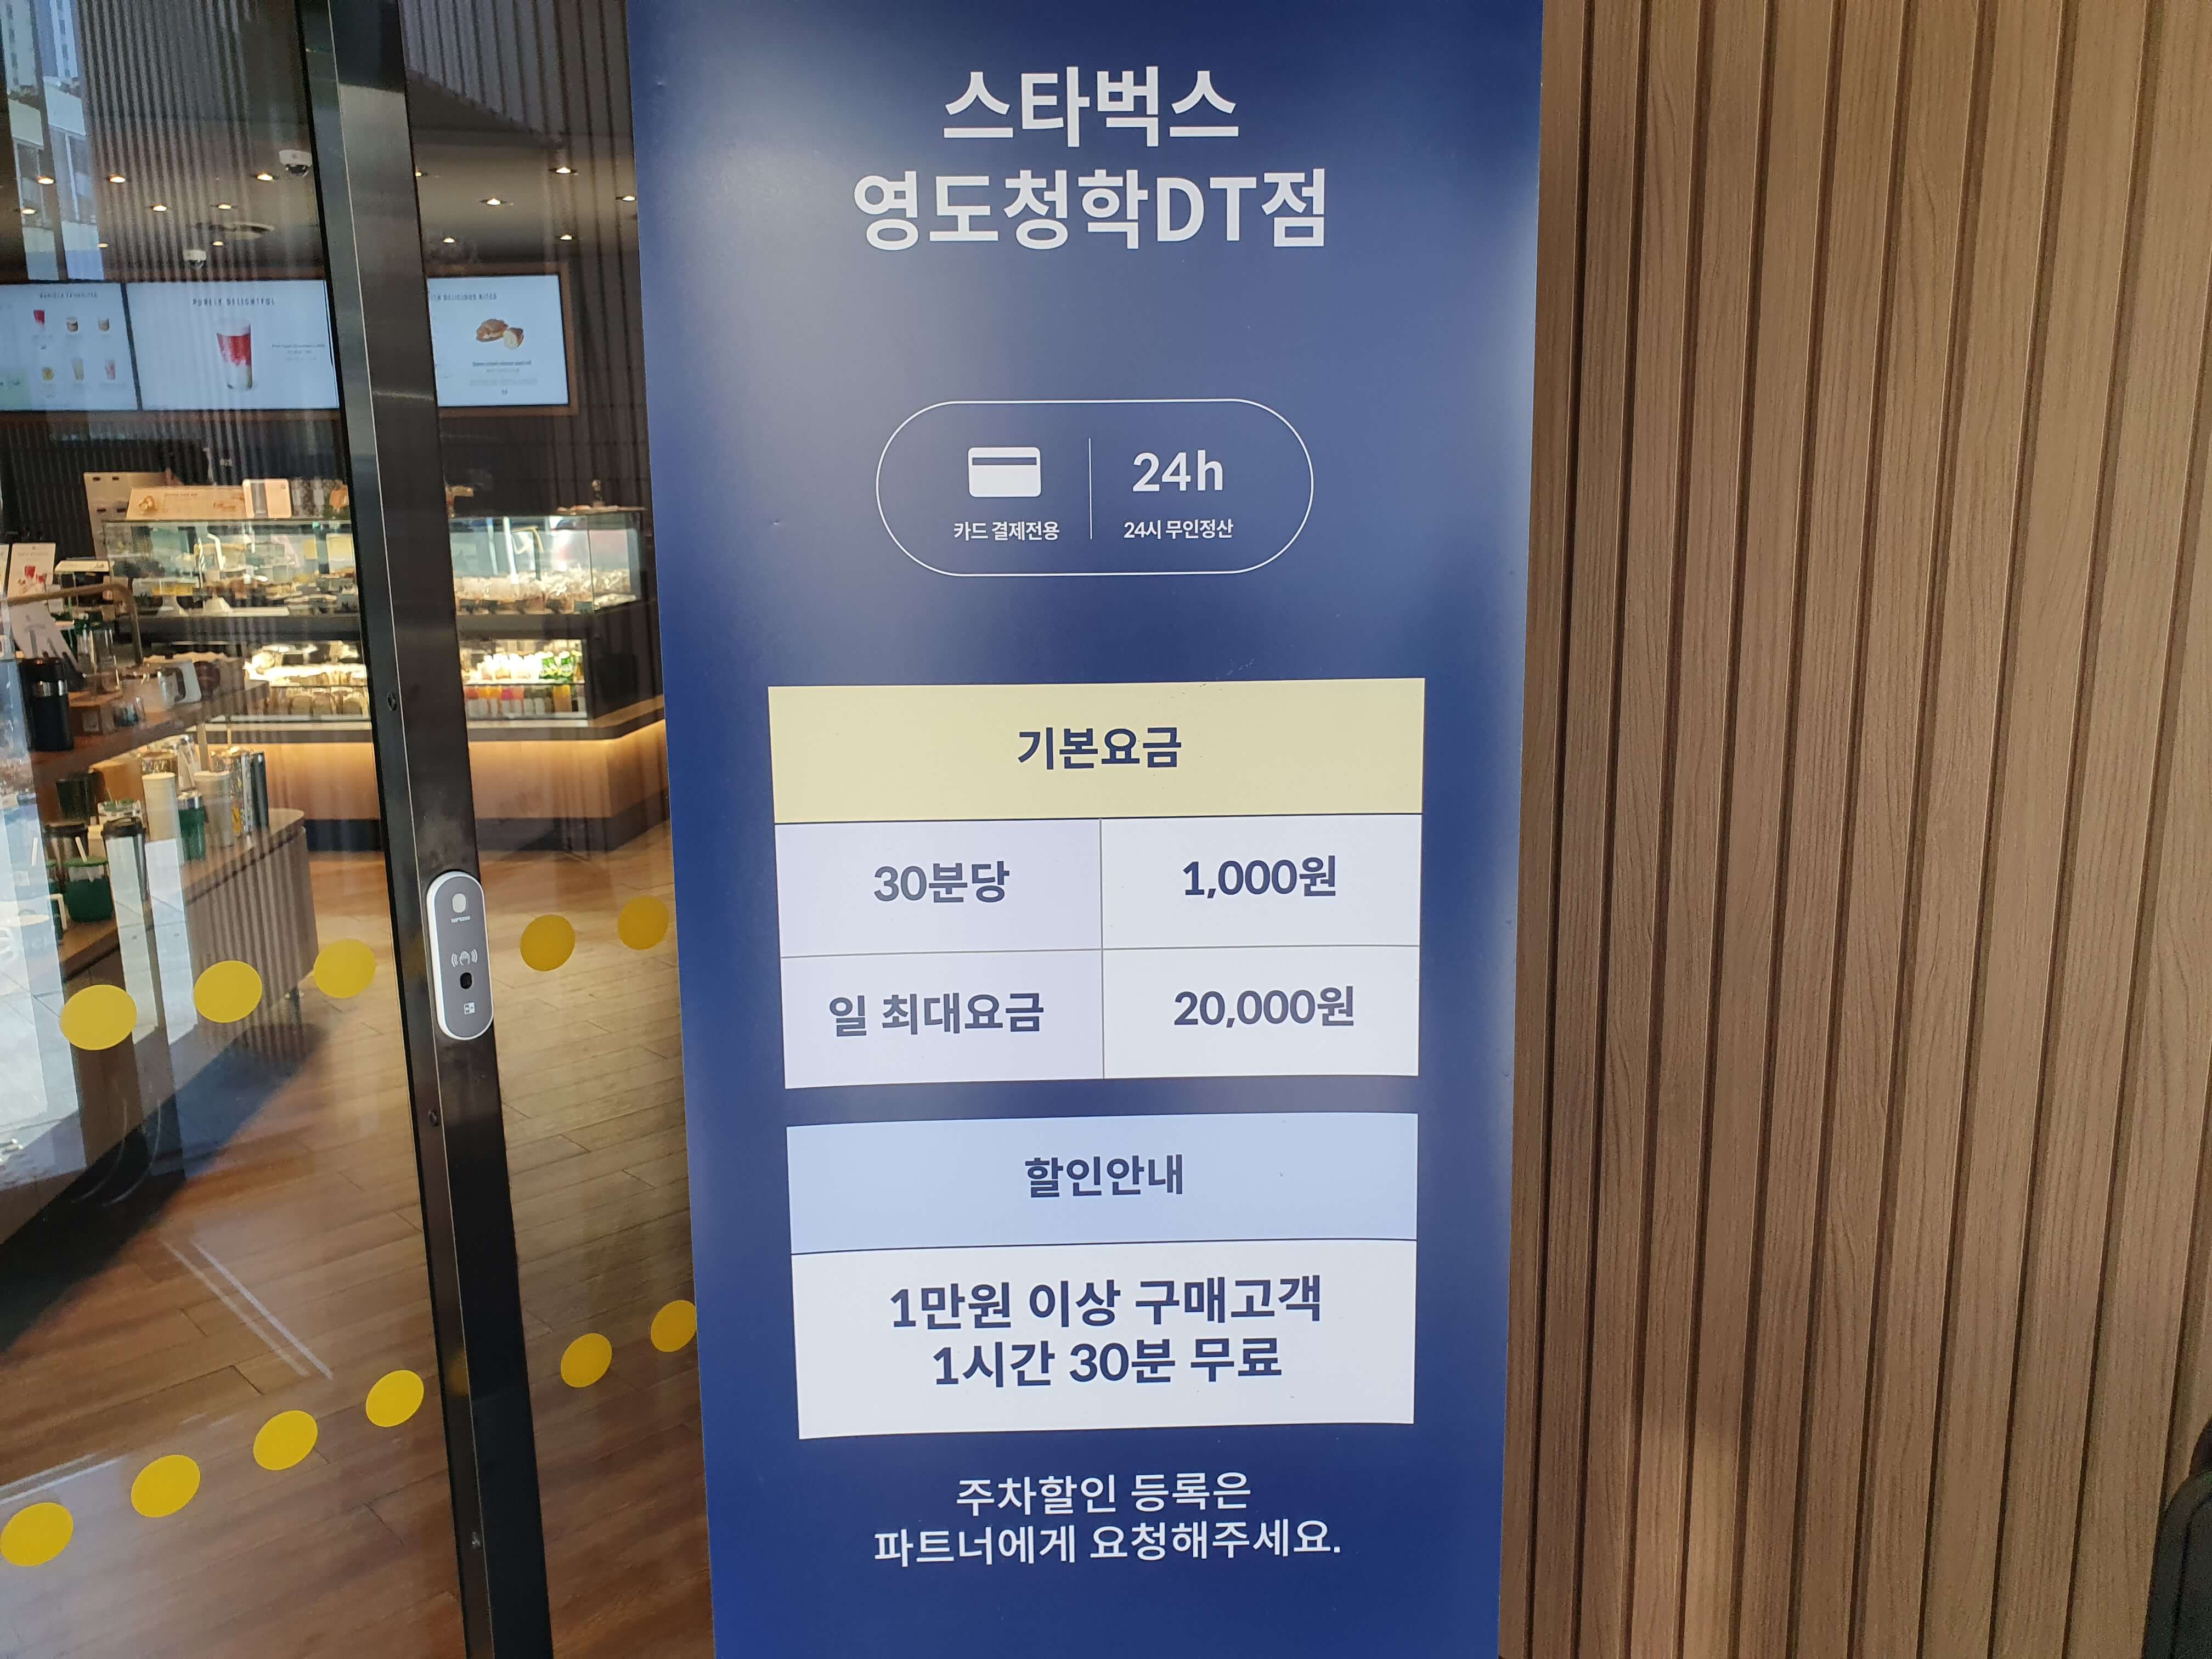 스타벅스
영도청학DT점
24h
카드 결제전용
24시 무인정산
기본요금
30분당 1,000원
일 최대요금 20,000원
할인안내
1만원 이상 구매고객
1시간 30분 무료
주차할인 등록은
파트너에게 요청해주세요.
PURELY DELIGHTFUL